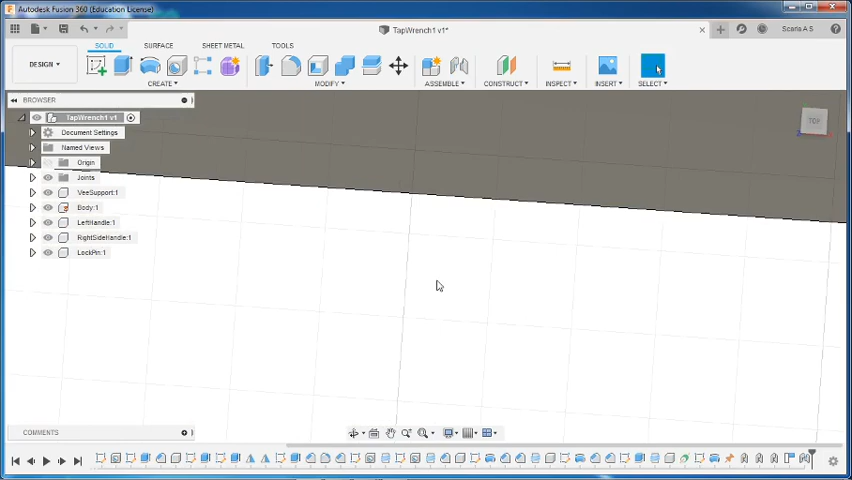 Autodesk Fusion 360 (Education License)
TapWrench1 v1*
Scaria A S
DESIGN
SOLID
SURFACE
SHEET METAL
TOOLS
CREATE
MODIFY
ASSEMBLE
CONSTRUCT
INSPECT
INSERT
SELECT
BROWSER
TOP
TapWrench1 v1
Document Settings
Named Views
Origin
Joints
VeeSupport:1
Body:1
LeftHandle:1
RightSideHandle:1
LockPin:1
COMMENTS